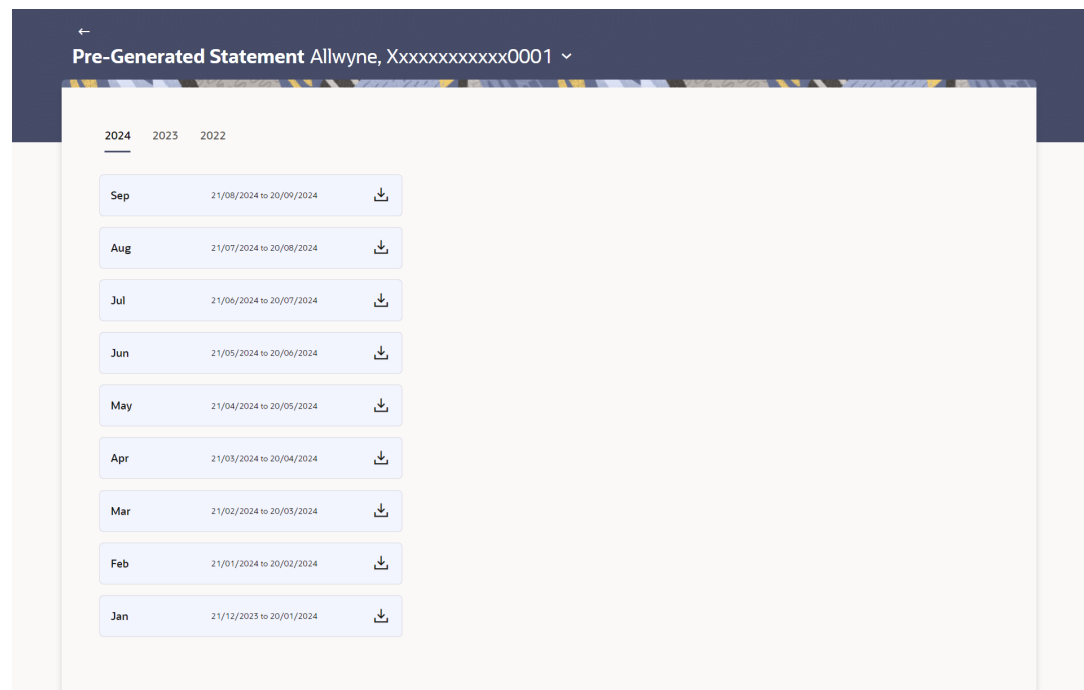 Pre-Generated Statement Allwyne, Xxxxxxxxxxxx0001
2024 2023 2022
Sep 21/08/2024 to 20/09/2024
Aug 21/07/2024 to 20/08/2024
Jul 21/06/2024 to 20/07/2024
Jun 21/05/2024 to 20/06/2024
May 21/04/2024 to 20/05/2024
Apr 21/03/2024 to 20/04/2024
Mar 21/02/2024 to 20/03/2024
Feb 21/01/2024 to 20/02/2024
Jan 21/12/2023 to 20/01/2024